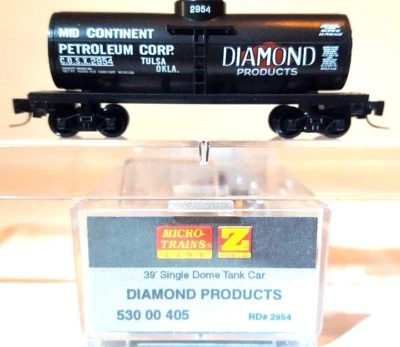 2954
MID CONTINENT
PETROLEUM CORP.
C.O.S.X. 2954 TULSA
OKLA.
DIAMOND
PRODUCTS
MICRO-
TRAINS
LINE
Z
39' Single Dome Tank Car
DIAMOND PRODUCTS
530 00 405 RD# 2954